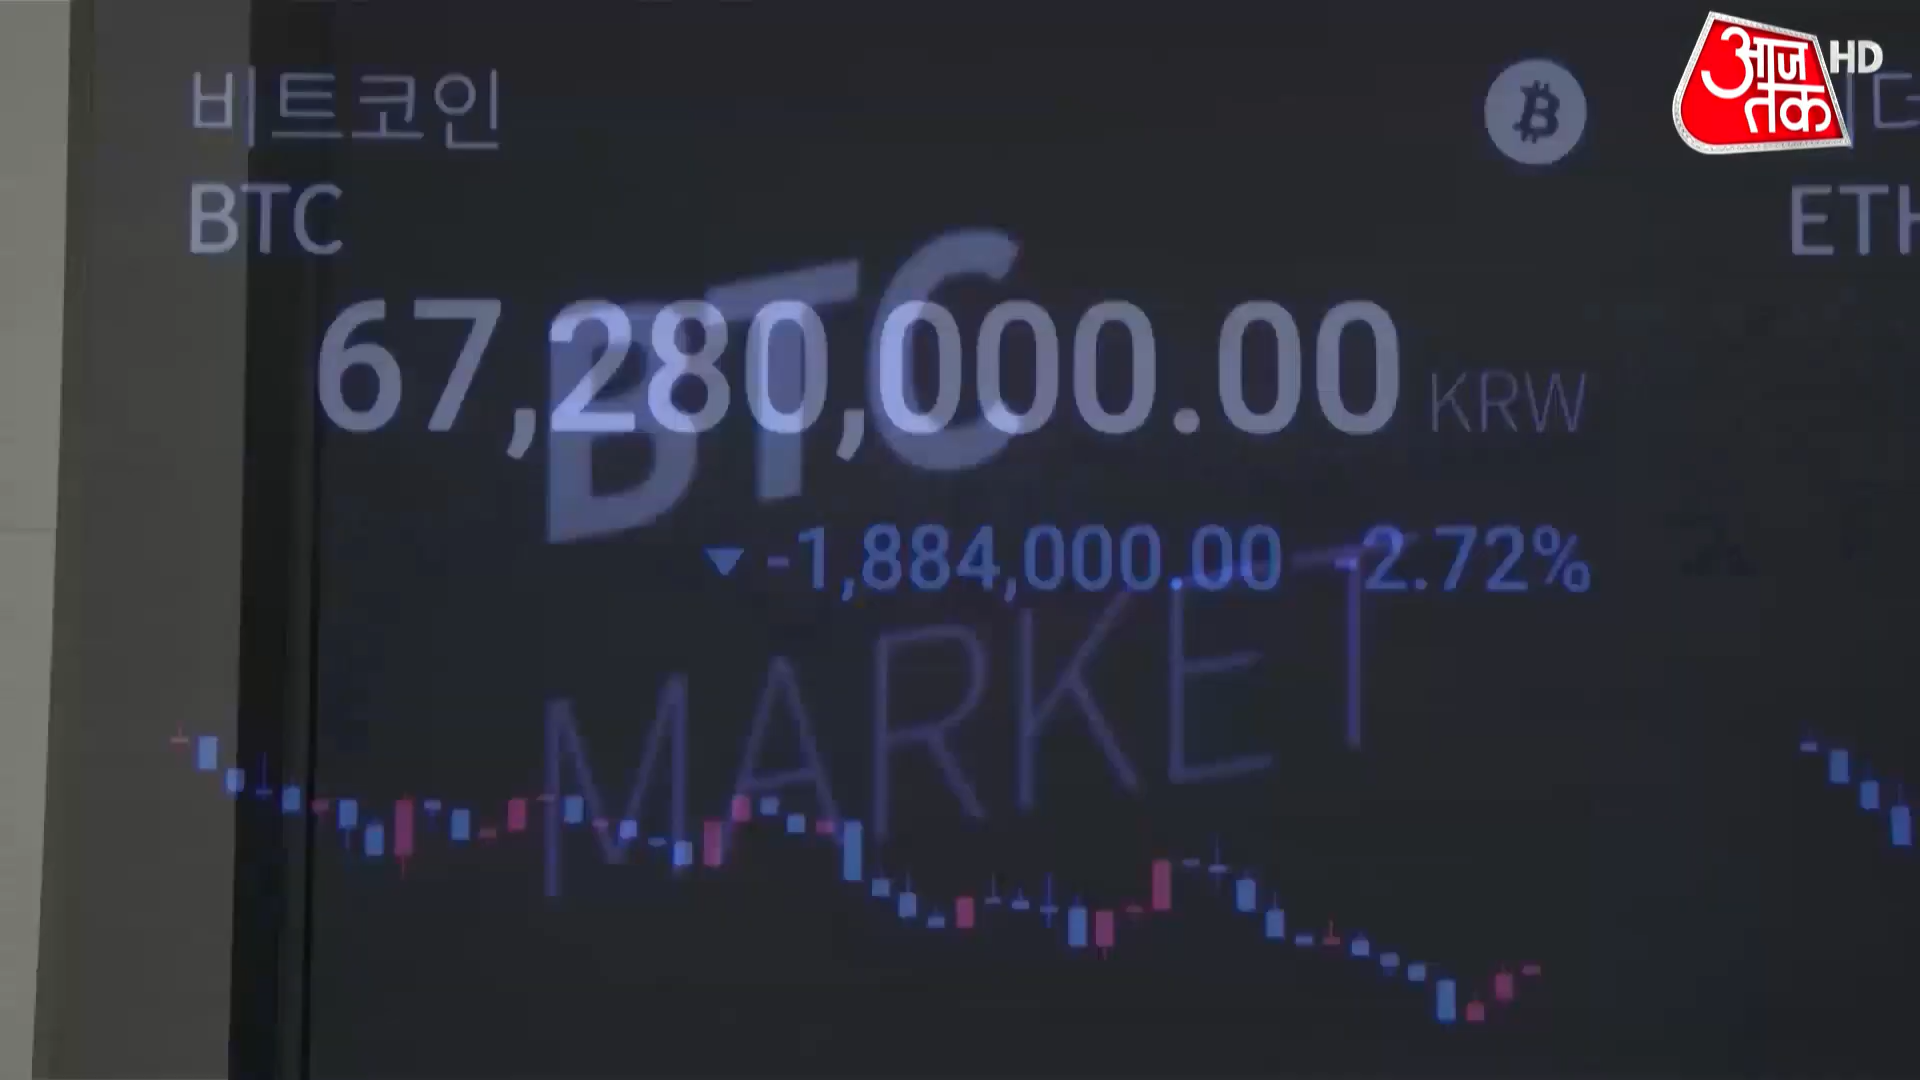 비트코인
BTC
67,280,000.00 KRW
-1,884,000.00 -2.72%
ETH
BTC
MARKET
आज
तक
HD